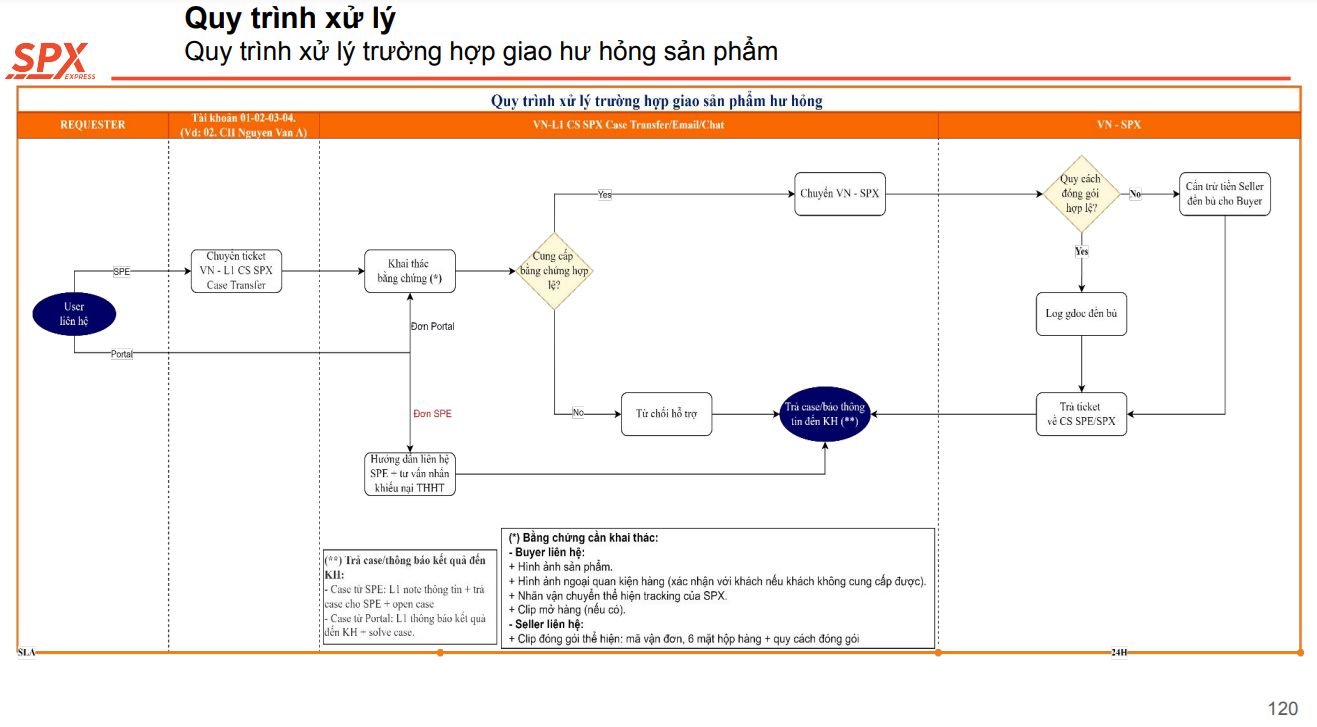 Quy trình xử lý
Quy trình xử lý trường hợp giao hư hỏng sản phẩm
SPX
EXPRESS
Quy trình xử lý trường hợp giao sản phẩm hư hỏng
REQUESTER
Tài khoản 01-02-03-04.
(Vd: 02. CH Nguyen Van A)
VN-L1 CS SPX Case Transfer/Email/Chat
VN - SPX
User
liên hệ
SPE
Portal
Chuyển ticket
VN - L1 CS SPX
Case Transfer
Khai thác
bằng chứng (*)
Đơn Portal
Đơn SPE
Hướng dẫn liên hệ
SPE + tư vấn nhấn
khiếu nại THHT
Cung cấp
bằng chứng hợp
lệ?
Yes
No
Chuyển VN - SPX
Từ chối hỗ trợ
Trả case/báo thông
tin đến KH (**)
Quy cách
đóng gói
hợp lệ?
No
Yes
Cấn trừ tiền Seller
đền bù cho Buyer
Log gdoc đền bù
Trả ticket
về CS SPE/SPX
(**) Trả case/thông báo kết quả đến
KH:
- Case từ SPE: L1 note thông tin + trả
case cho SPE + open case
- Case từ Portal: L1 thông báo kết quả
đến KH + solve case.
(*) Bằng chứng cần khai thác:
- Buyer liên hệ:
+ Hình ảnh sản phẩm.
+ Hình ảnh ngoại quan kiện hàng (xác nhận với khách nếu khách không cung cấp được).
+ Nhãn vận chuyển thể hiện tracking của SPX.
+ Clip mở hàng (nếu có).
- Seller liên hệ:
+ Clip đóng gói thể hiện: mã vận đơn, 6 mặt hộp hàng + quy cách đóng gói
SLA
24H
120